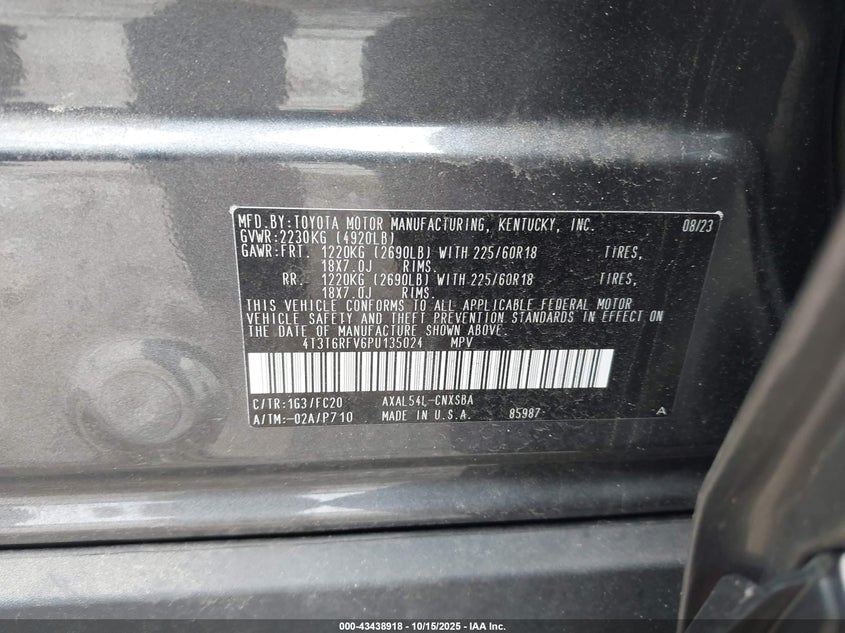 MFD.BY:TOYOTA MOTOR MANUFACTURING, KENTUCKY, INC. 08/23
GVWR:2230KG (4920LB)
GAWR:FRT. 1220KG (2690LB) WITH 225/60R18 TIRES,
18X7.0J RIMS.
RR. 1220KG (2690LB) WITH 225/60R18 TIRES,
18X7.0J RIMS.
THIS VEHICLE CONFORMS TO ALL APPLICABLE FEDERAL MOTOR
VEHICLE SAFETY AND THEFT PREVENTION STANDARDS IN EFFECT ON
THE DATE OF MANUFACTURE SHOWN ABOVE.
4T3T6RFV6PU135024 MPV
C/TR:163/FC20 AXAL54L-CNXSBA
A/TM:-02A/P710 MADE IN U.S.A. 85987 A
000-43438918 - 10/15/2025 - IAA Inc.